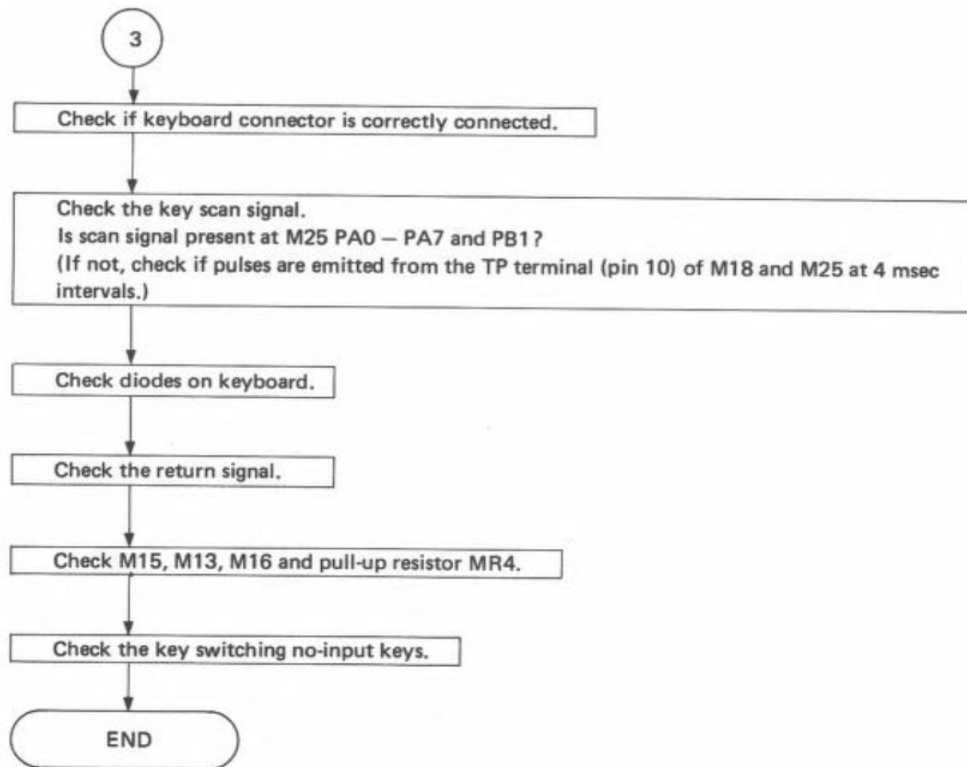 3
Check if keyboard connector is correctly connected.
Check the key scan signal.
Is scan signal present at M25 PA0 – PA7 and PB1?
(If not, check if pulses are emitted from the TP terminal (pin 10) of M18 and M25 at 4 msec
intervals.)
Check diodes on keyboard.
Check the return signal.
Check M15, M13, M16 and pull-up resistor MR4.
Check the key switching no-input keys.
END